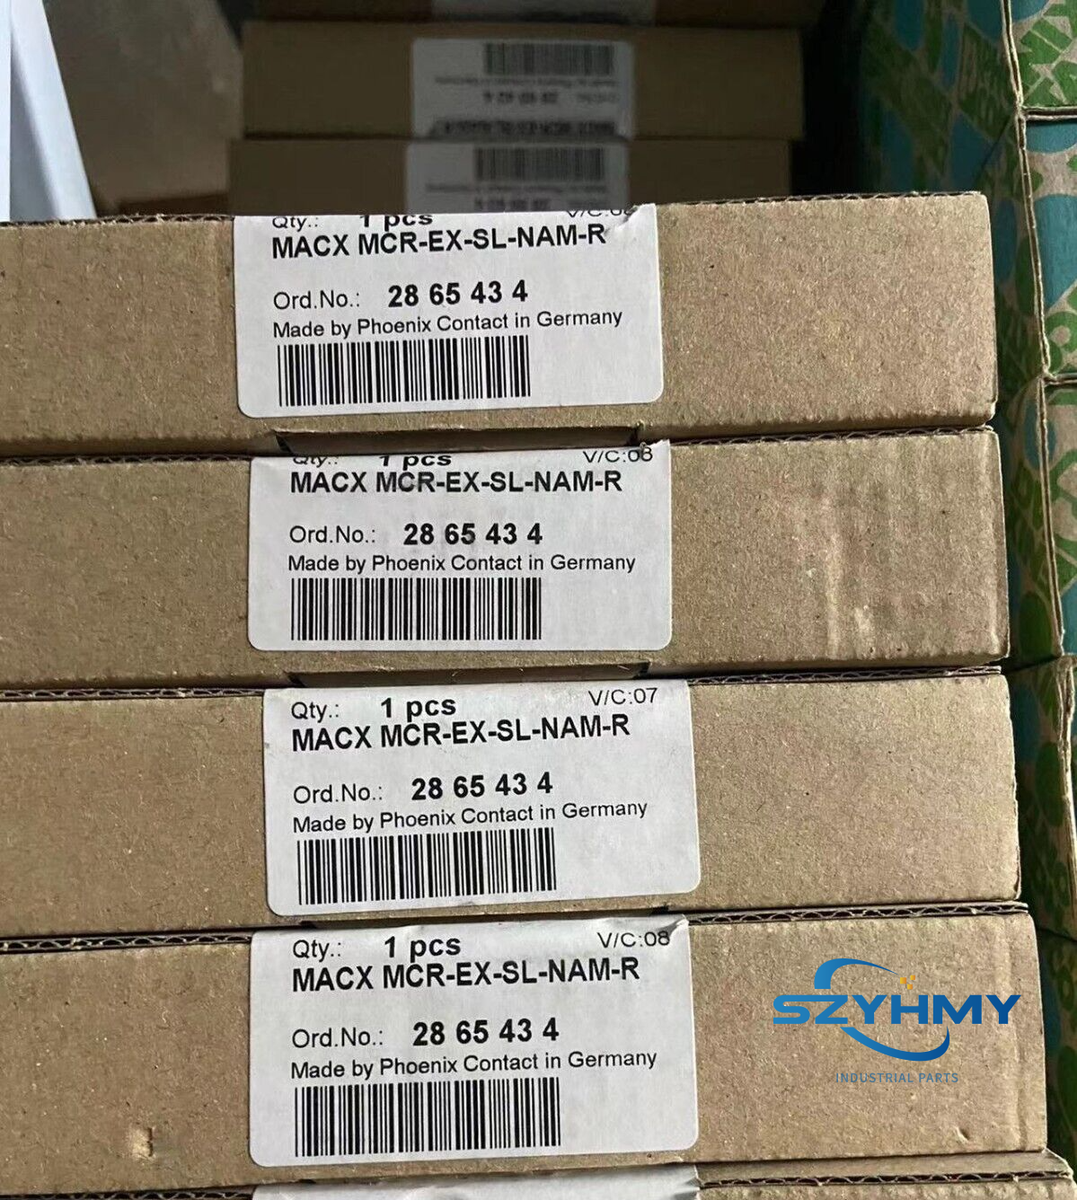 Qty.: 1 pcs
MACX MCR-EX-SL-NAM-R
Ord.No.: 28 65 43 4
Made by Phoenix Contact in Germany
Qty.: 1 pcs V/C:08
MACX MCR-EX-SL-NAM-R
Ord.No.: 28 65 43 4
Made by Phoenix Contact in Germany
Qty.: 1 pcs V/C:07
MACX MCR-EX-SL-NAM-R
Ord.No.: 28 65 43 4
Made by Phoenix Contact in Germany
Qty.: 1 pcs V/C:08
MACX MCR-EX-SL-NAM-R
Ord.No.: 28 65 43 4
Made by Phoenix Contact in Germany
SZYHMY
INDUSTRIAL PARTS